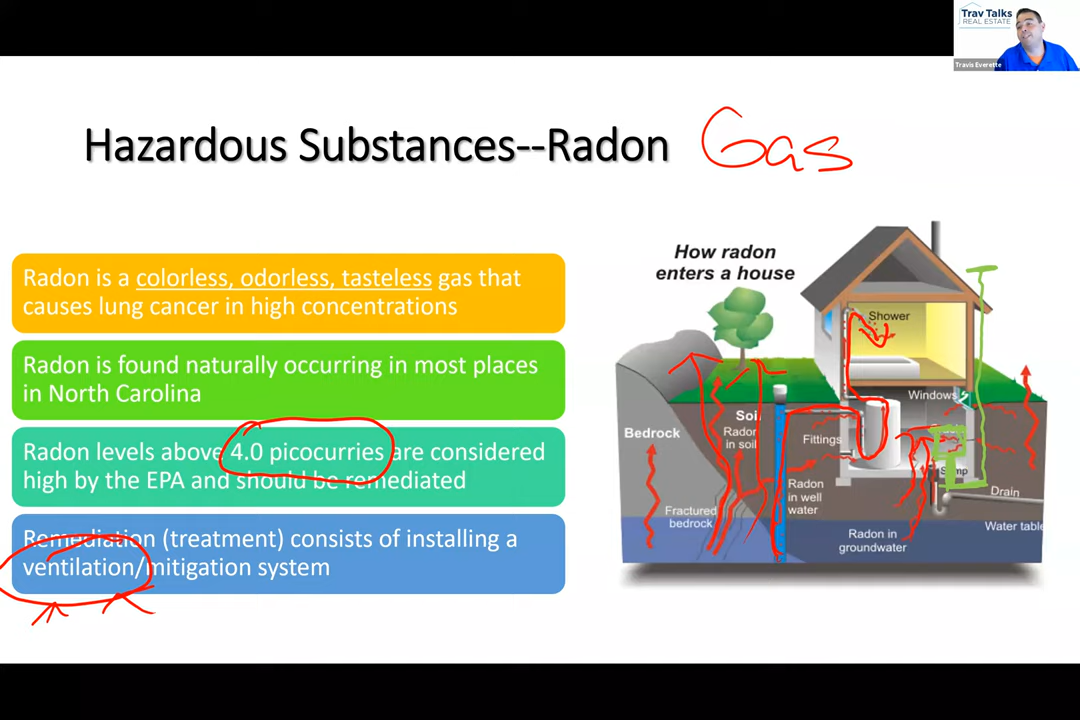 Trav Talks
REAL ESTATE
Travis Everette
Hazardous Substances--Radon Gas
Radon is a colorless, odorless, tasteless gas that
causes lung cancer in high concentrations
Radon is found naturally occurring in most places
in North Carolina
Radon levels above 4.0 picocurries are considered
high by the EPA and should be remediated
Remediation (treatment) consists of installing a
ventilation/mitigation system
How radon
enters a house
Shower
Windows
Bedrock
Soil
Radon
in soil
Fittings
Sump
Radon
in well
water
Drain
Fractured
bedrock
Water table
Radon in
groundwater